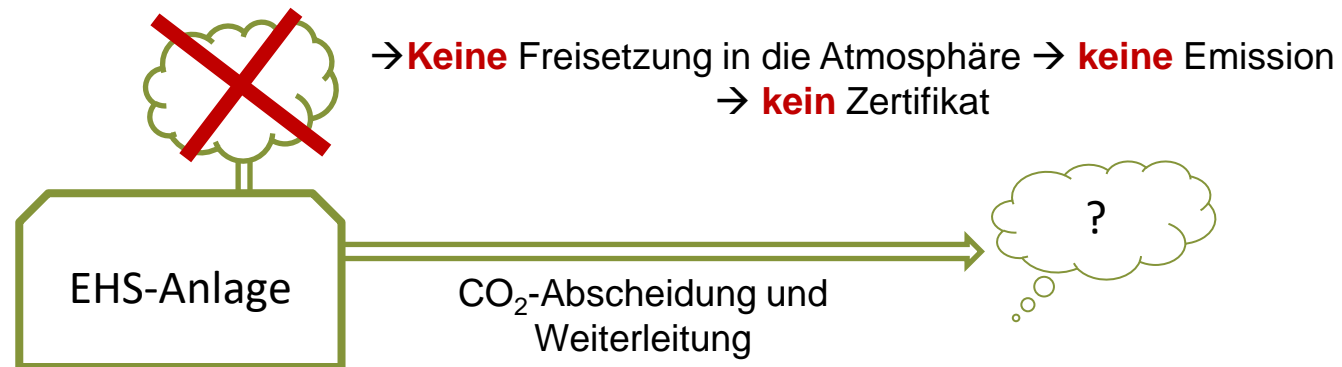 →Keine Freisetzung in die Atmosphäre → keine Emission
→ kein Zertifikat
?
EHS-Anlage
CO₂-Abscheidung und
Weiterleitung